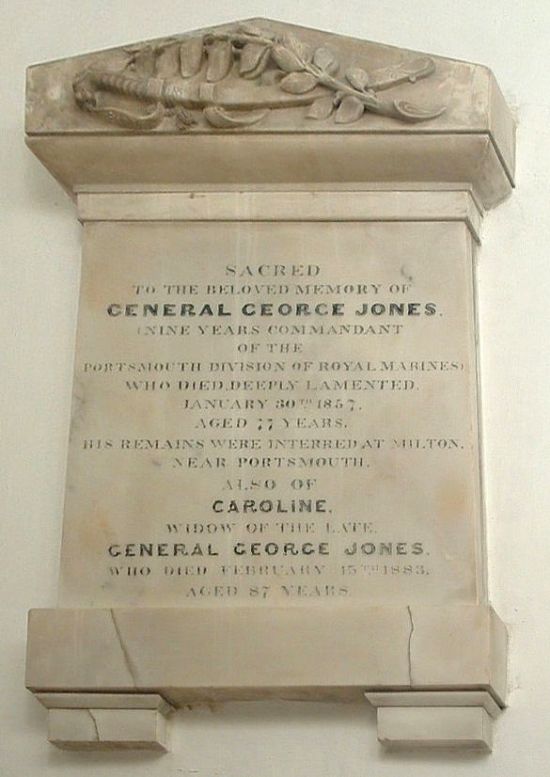 SACRED
TO THE BELOVED MEMORY OF
GENERAL GEORGE JONES.
(NINE YEARS COMMANDANT
OF THE
PORTSMOUTH DIVISION OF ROYAL MARINES)
WHO DIED, DEEPLY LAMENTED,
JANUARY 30TH 1857,
AGED 77 YEARS.
HIS REMAINS WERE INTERRED AT MILTON,
NEAR PORTSMOUTH.
ALSO OF
CAROLINE,
WIDOW OF THE LATE
GENERAL GEORGE JONES.
WHO DIED FEBRUARY 15TH 1883,
AGED 87 YEARS.